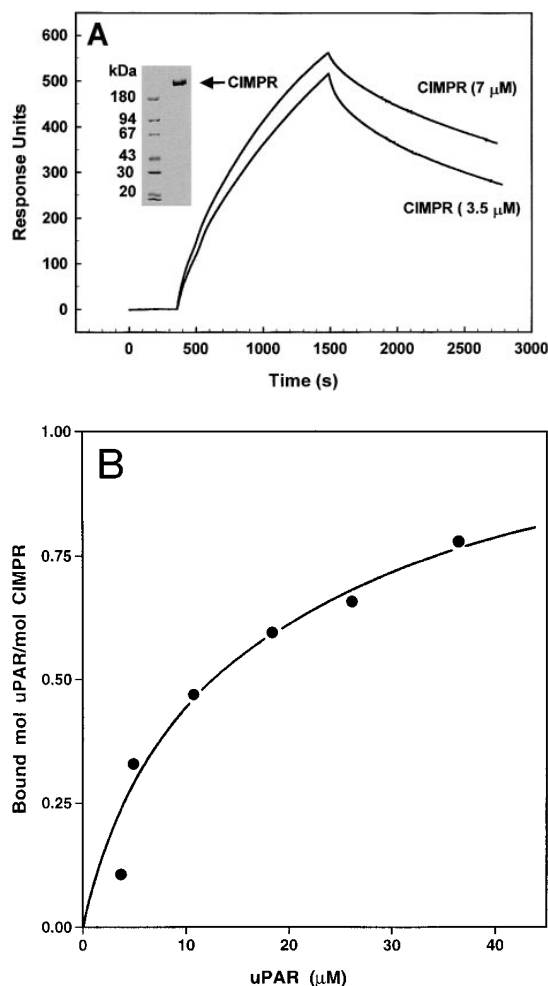 A
kDa
180
94
67
43
30
20
CIMPR
CIMPR (7 µM)
CIMPR ( 3.5 µM)
600
500
400
300
200
100
0
Response Units
0 500 1000 1500 2000 2500 3000
Time (s)
B
1.00
0.75
0.50
0.25
0.00
Bound mol uPAR/mol CIMPR
0 10 20 30 40
uPAR (µM)